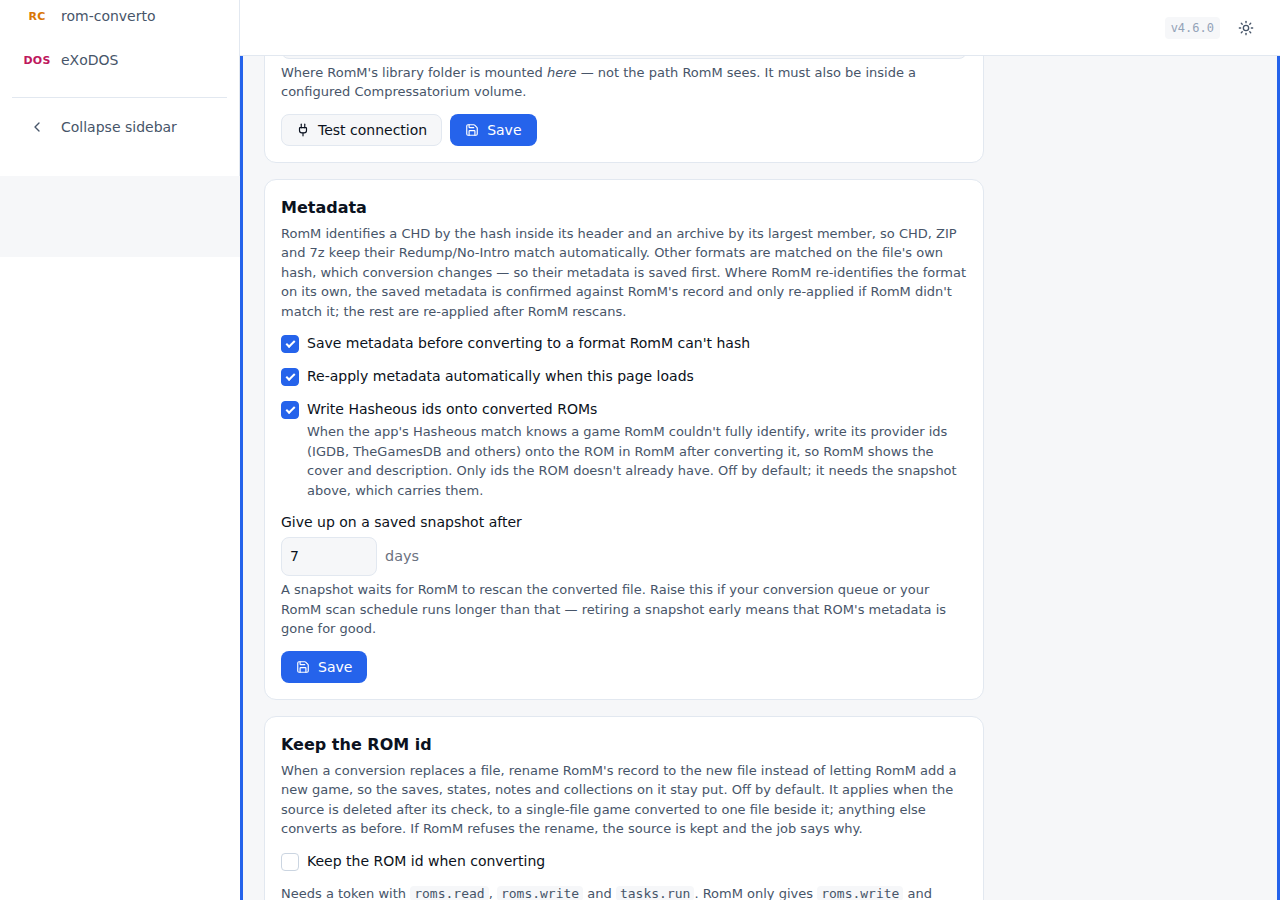 RC rom-converto
DOS eXoDOS
Collapse sidebar
v4.6.0
Where RomM's library folder is mounted here — not the path RomM sees. It must also be inside a
configured Compressatorium volume.
Test connection
Save
Metadata
RomM identifies a CHD by the hash inside its header and an archive by its largest member, so CHD, ZIP
and 7z keep their Redump/No-Intro match automatically. Other formats are matched on the file's own
hash, which conversion changes — so their metadata is saved first. Where RomM re-identifies the format
on its own, the saved metadata is confirmed against RomM's record and only re-applied if RomM didn't
match it; the rest are re-applied after RomM rescans.
Save metadata before converting to a format RomM can't hash
Re-apply metadata automatically when this page loads
Write Hasheous ids onto converted ROMs
When the app's Hasheous match knows a game RomM couldn't fully identify, write its provider ids
(IGDB, TheGamesDB and others) onto the ROM in RomM after converting it, so RomM shows the
cover and description. Only ids the ROM doesn't already have. Off by default; it needs the snapshot
above, which carries them.
Give up on a saved snapshot after
7 days
A snapshot waits for RomM to rescan the converted file. Raise this if your conversion queue or your
RomM scan schedule runs longer than that — retiring a snapshot early means that ROM's metadata is
gone for good.
Save
Keep the ROM id
When a conversion replaces a file, rename RomM's record to the new file instead of letting RomM add a
new game, so the saves, states, notes and collections on it stay put. Off by default. It applies when the
source is deleted after its check, to a single-file game converted to one file beside it; anything else
converts as before. If RomM refuses the rename, the source is kept and the job says why.
Keep the ROM id when converting
Needs a token with roms.read, roms.write and tasks.run. RomM only gives roms.write and